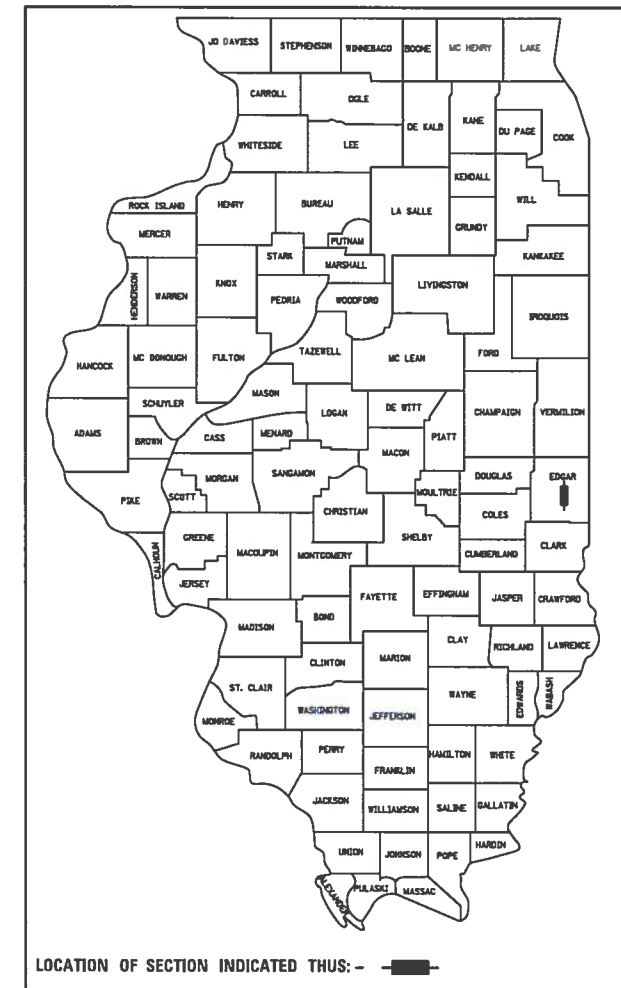 JO DAVIESS STEPHENSON WINNEBAGO BOONE MC HENRY LAKE
CARROLL OGLE DE KALB KANE DU PAGE COOK
WHITESIDE LEE
KENDALL WILL
ROCK ISLAND HENRY BUREAU LA SALLE GRUNDY
MERCER PUTNAM
STARK MARSHALL KANKAKEE
HENDERSON WARREN KNOX PEORIA WOODFORD LIVINGSTON IROQUOIS
HANCOCK MC DONOUGH FULTON TAZEWELL MC LEAN FORD
MASON
SCHUYLER LOGAN DE WITT CHAMPAIGN VERMILION
ADAMS BROWN CASS MENARD MACON PIATT
SANGAMON DOUGLAS EDGAR
PIKE SCOTT MORGAN MOULTRIE
CHRISTIAN COLES
GREENE SHELBY
CALHOUN MACOUPIN MONTGOMERY CUMBERLAND CLARK
JERSEY
FAYETTE EFFINGHAM JASPER CRAWFORD
MADISON BOND
CLAY RICHLAND LAWRENCE
CLINTON MARION
ST. CLAIR WAYNE EDWARDS WABASH
WASHINGTON JEFFERSON
MONROE
RANDOLPH PERRY HAMILTON WHITE
FRANKLIN
JACKSON WILLIAMSON SALINE GALLATIN
UNION JOHNSON POPE HARDIN
ALEXANDER PULASKI MASSAC
LOCATION OF SECTION INDICATED THUS: -